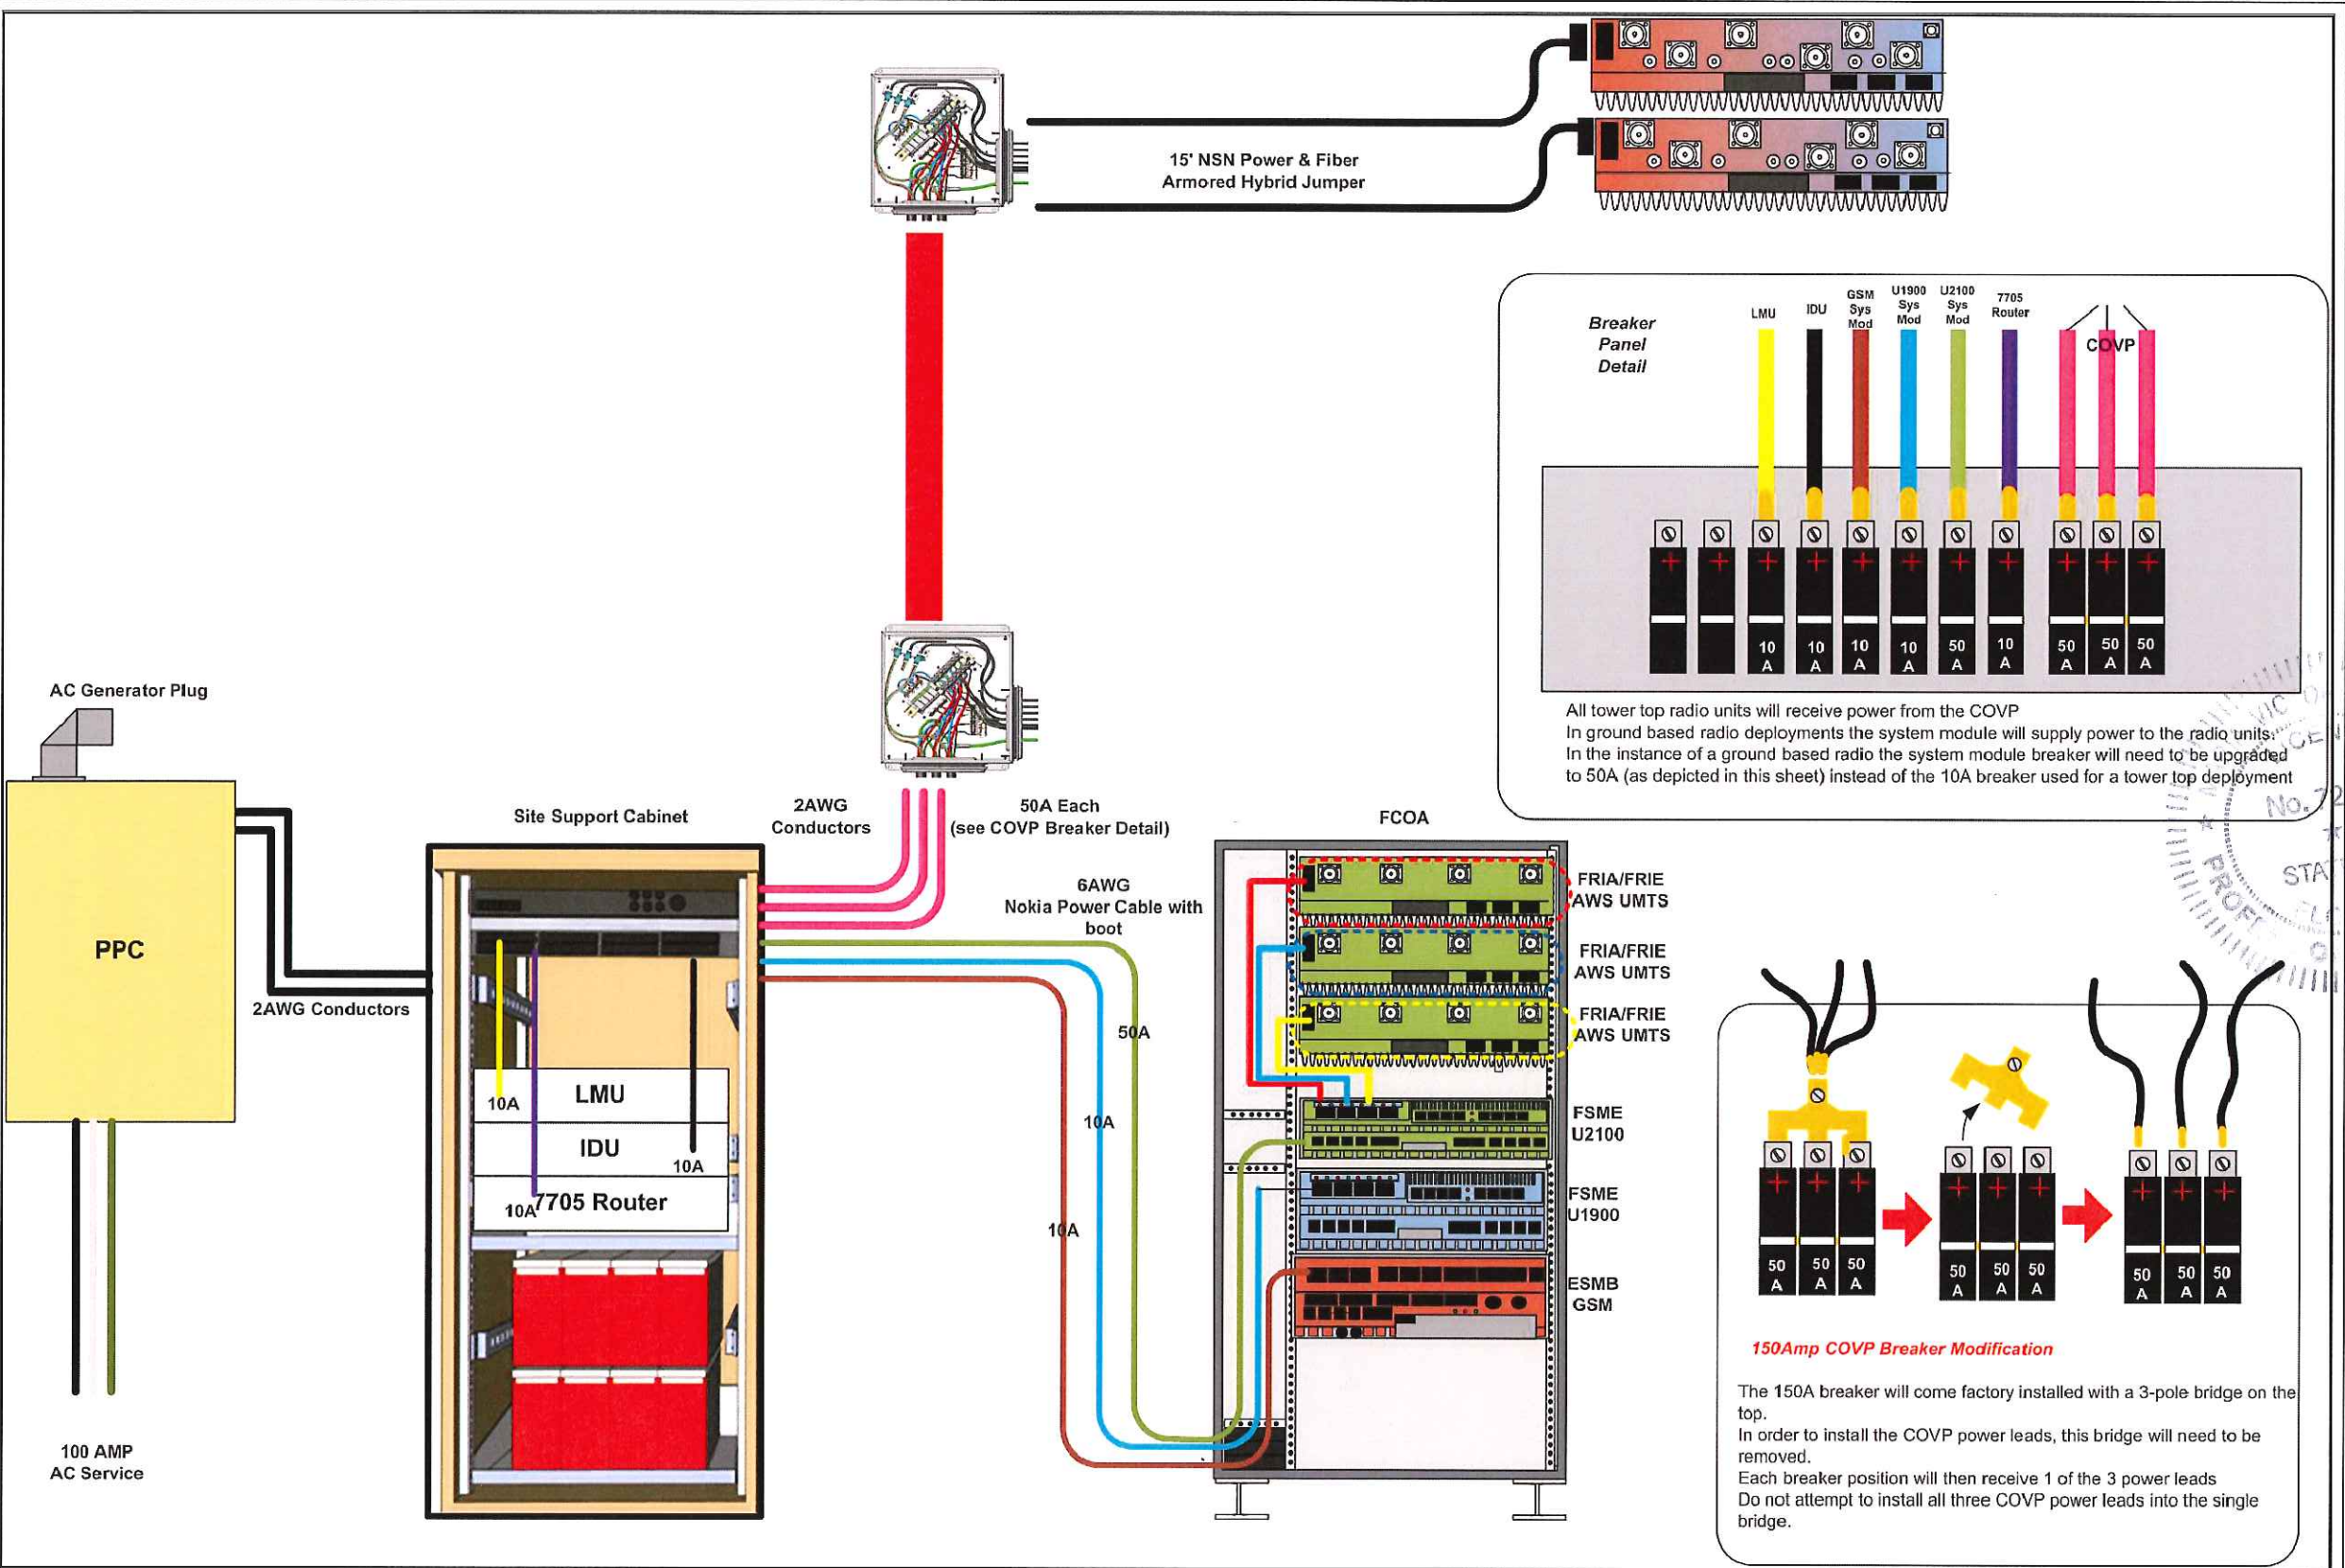 15' NSN Power & Fiber
Armored Hybrid Jumper
Breaker
Panel
Detail
LMU
IDU
GSM
Sys
Mod
U1900
Sys
Mod
U2100
Sys
Mod
7705
Router
COVP
10
A
10
A
10
A
10
A
50
A
10
A
50
A
50
A
50
A
All tower top radio units will receive power from the COVP
In ground based radio deployments the system module will supply power to the radio units.
In the instance of a ground based radio the system module breaker will need to be upgraded
to 50A (as depicted in this sheet) instead of the 10A breaker used for a tower top deployment
No. 72
STA
PROF
AC Generator Plug
PPC
2AWG Conductors
100 AMP
AC Service
Site Support Cabinet
LMU
10A
IDU
10A
7705 Router
10A
2AWG
Conductors
50A Each
(see COVP Breaker Detail)
6AWG
Nokia Power Cable with
boot
50A
10A
10A
FCOA
FRIA/FRIE
AWS UMTS
FRIA/FRIE
AWS UMTS
FRIA/FRIE
AWS UMTS
FSME
U2100
FSME
U1900
ESMB
GSM
50
A
50
A
50
A
50
A
50
A
50
A
50
A
50
A
50
A
150Amp COVP Breaker Modification
The 150A breaker will come factory installed with a 3-pole bridge on the
top.
In order to install the COVP power leads, this bridge will need to be
removed.
Each breaker position will then receive 1 of the 3 power leads
Do not attempt to install all three COVP power leads into the single
bridge.